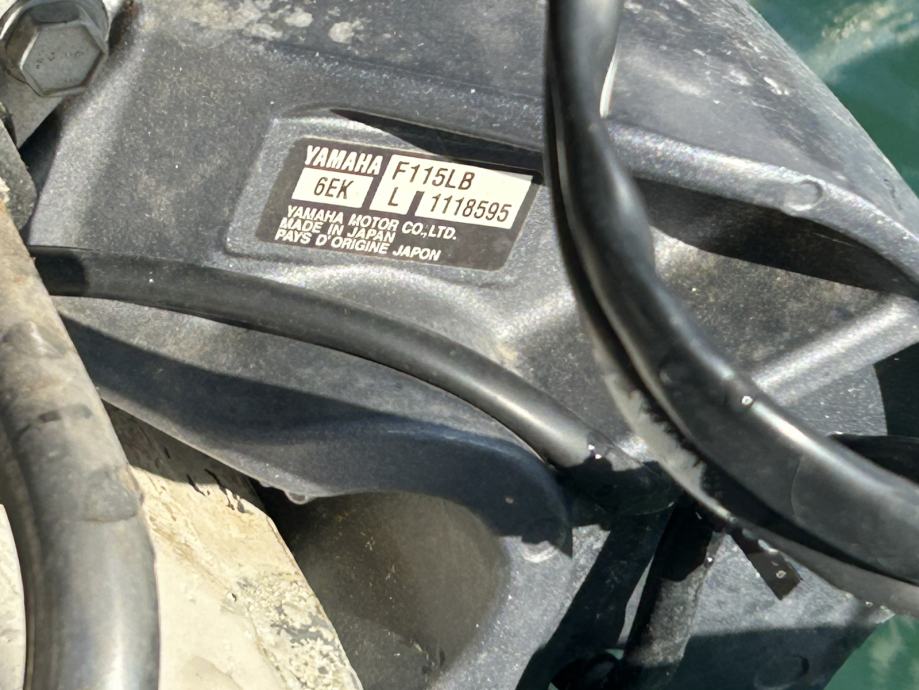 YAMAHA F115LB
6EK L 1118595
YAMAHA MOTOR CO.,LTD.
MADE IN JAPAN
PAYS D'ORIGINE JAPON